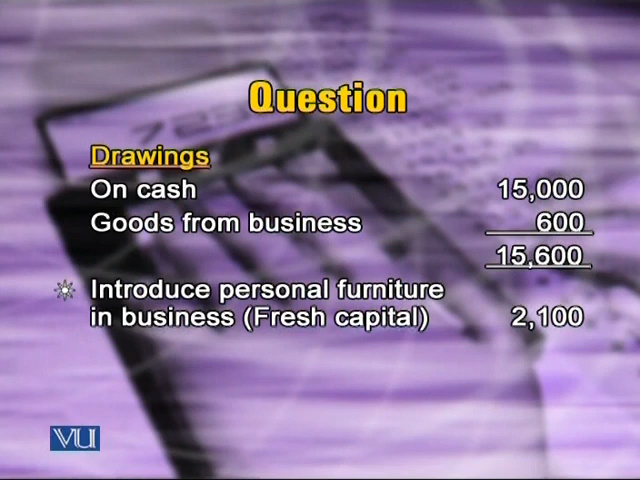 Question
Drawings
On cash 15,000
Goods from business 600
15,600
Introduce personal furniture
in business (Fresh capital) 2,100
VU